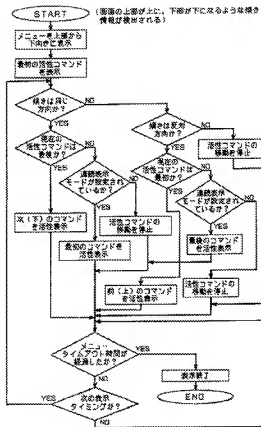 START
(画面の上部が上に、下部が下になるような傾き
情報が検出される)
メニューを上部から
下向きに表示
最初の活性コマンド
を表示
傾きは同じ
方向か?
NO
YES
傾きは反対
方向か?
NO
YES
活性コマンドの
移動を停止
現在の
活性コマンドは
最後か?
NO
YES
現在の
活性コマンドは
最初か?
NO
YES
連続表示
モードが設定されて
いるか?
NO
YES
連続表示
モードが設定されて
いるか?
NO
YES
次(下)のコマンド
を活性表示
活性コマンドの
移動を停止
最初のコマンドを
活性表示
最後のコマンド
を活性表示
前(上)のコマンド
を活性表示
活性コマンドの
移動を停止
メニュー
タイムアウト時間が
経過したか?
YES
NO
表示終了
END
次の表示
タイミングか?
YES
NO